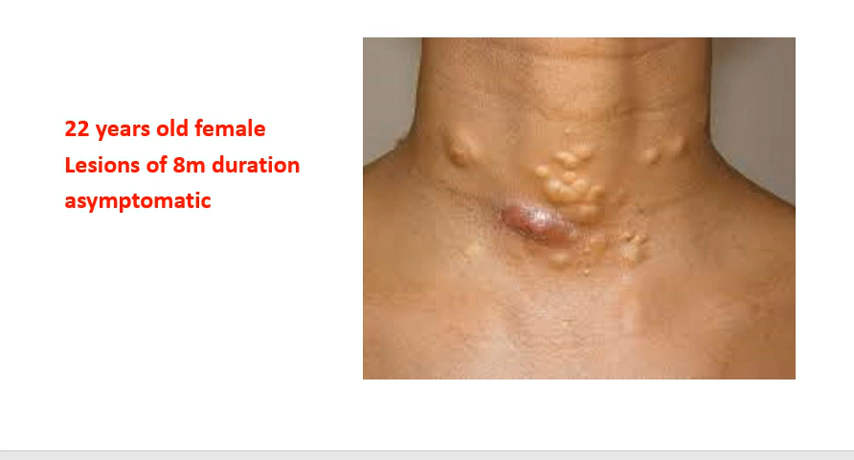 22 years old female
Lesions of 8m duration
asymptomatic